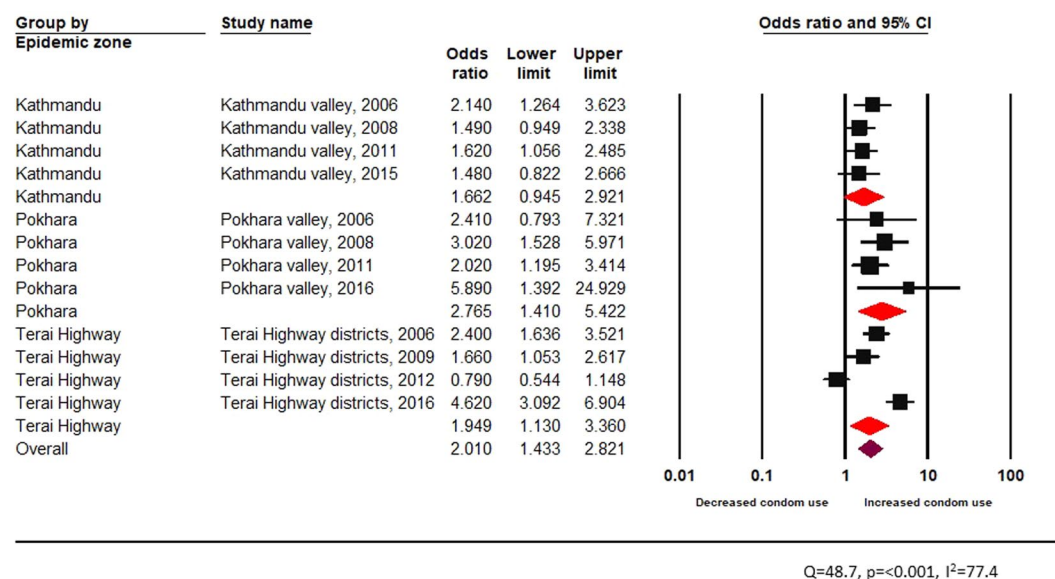 Group by Study name Odds ratio and 95% CI
Epidemic zone
Odds ratio Lower limit Upper limit
Kathmandu Kathmandu valley, 2006 2.140 1.264 3.623
Kathmandu Kathmandu valley, 2008 1.490 0.949 2.338
Kathmandu Kathmandu valley, 2011 1.620 1.056 2.485
Kathmandu Kathmandu valley, 2015 1.480 0.822 2.666
Kathmandu 1.662 0.945 2.921
Pokhara Pokhara valley, 2006 2.410 0.793 7.321
Pokhara Pokhara valley, 2008 3.020 1.528 5.971
Pokhara Pokhara valley, 2011 2.020 1.195 3.414
Pokhara Pokhara valley, 2016 5.890 1.392 24.929
Pokhara 2.765 1.410 5.422
Terai Highway Terai Highway districts, 2006 2.400 1.636 3.521
Terai Highway Terai Highway districts, 2009 1.660 1.053 2.617
Terai Highway Terai Highway districts, 2012 0.790 0.544 1.148
Terai Highway Terai Highway districts, 2016 4.620 3.092 6.904
Terai Highway 1.949 1.130 3.360
Overall 2.010 1.433 2.821
0.01 0.1 1 10 100
Decreased condom use Increased condom use
Q=48.7, p=<0.001, I²=77.4